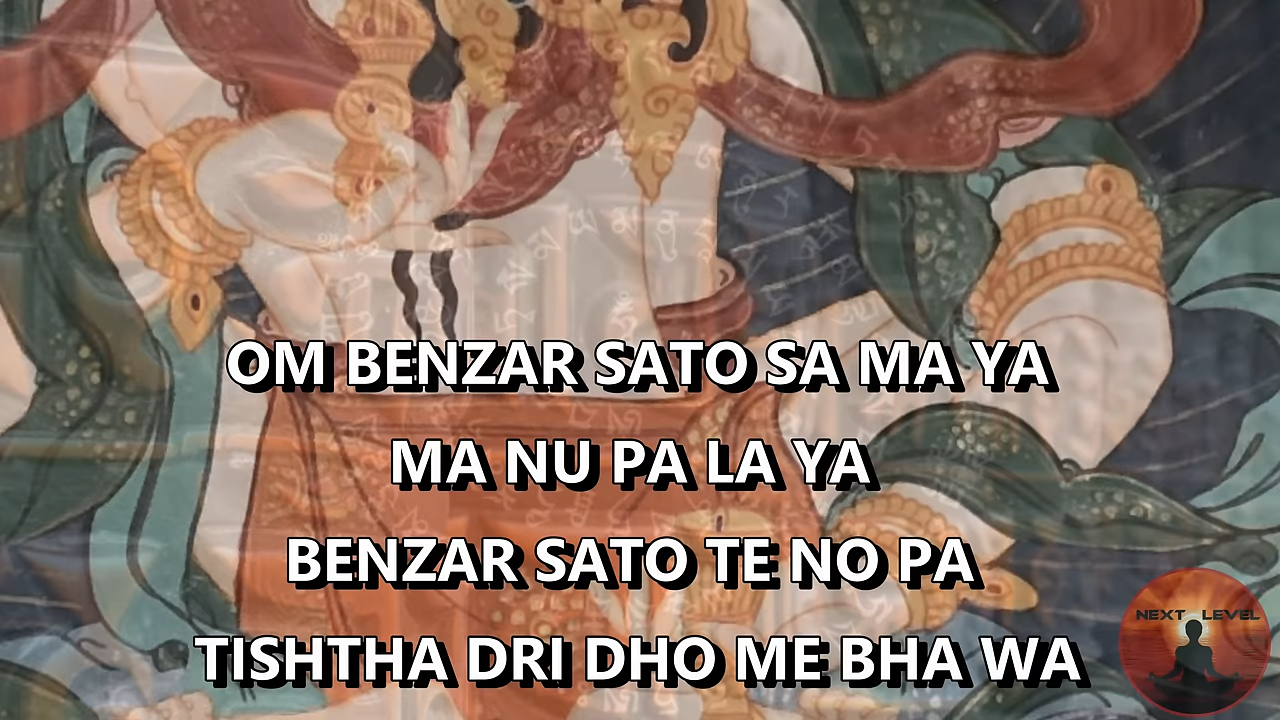 OM BENZAR SATO SA MA YA
MA NU PA LA YA
BENZAR SATO TE NO PA
TISHTHA DRI DHO ME BHA WA
NEXT LEVEL